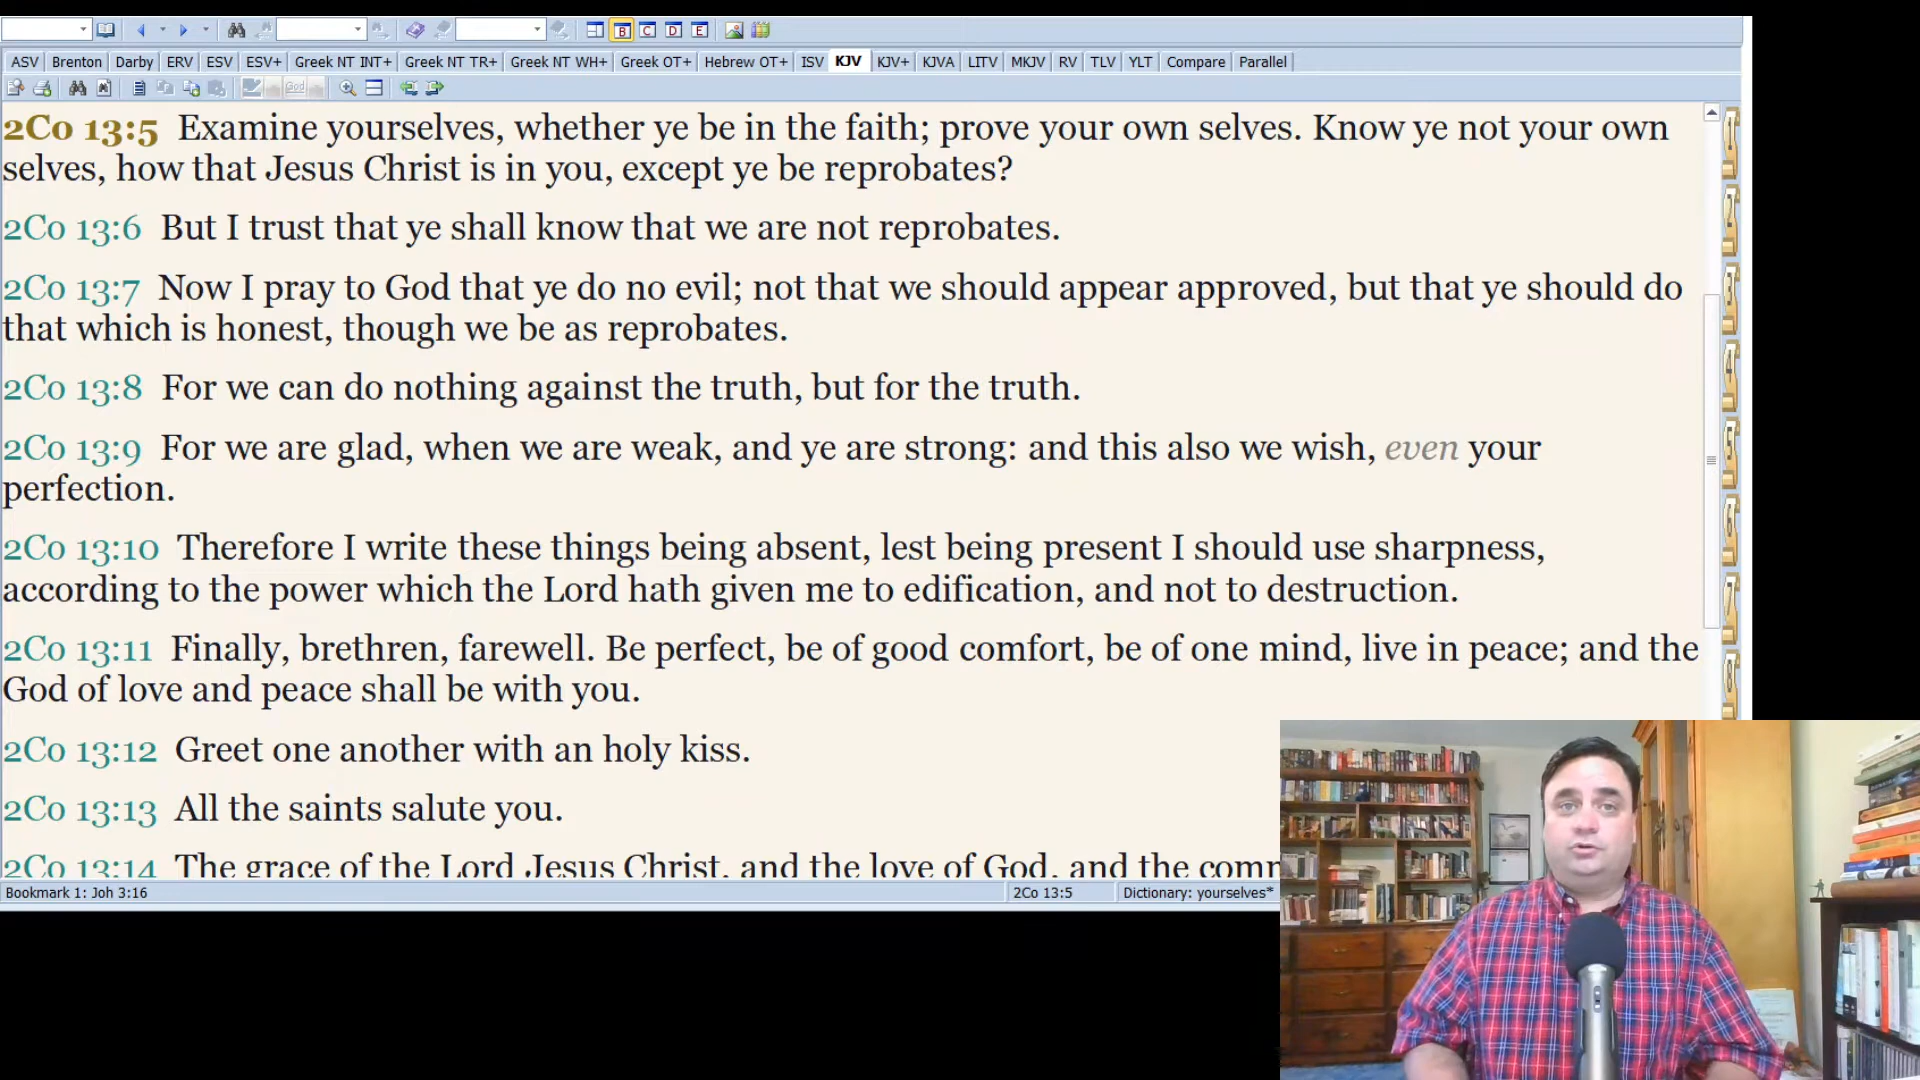 B C D E
ASV Brenton Darby ERV ESV ESV+ Greek NT INT+ Greek NT TR+ Greek NT WH+ Greek OT+ Hebrew OT+ ISV KJV KJV+ KJVA LITV MKJV RV TLV YLT Compare Parallel
God
2Co 13:5 Examine yourselves, whether ye be in the faith; prove your own selves. Know ye not your own
selves, how that Jesus Christ is in you, except ye be reprobates?
2Co 13:6 But I trust that ye shall know that we are not reprobates.
2Co 13:7 Now I pray to God that ye do no evil; not that we should appear approved, but that ye should do
that which is honest, though we be as reprobates.
2Co 13:8 For we can do nothing against the truth, but for the truth.
2Co 13:9 For we are glad, when we are weak, and ye are strong: and this also we wish, even your
perfection.
2Co 13:10 Therefore I write these things being absent, lest being present I should use sharpness,
according to the power which the Lord hath given me to edification, and not to destruction.
2Co 13:11 Finally, brethren, farewell. Be perfect, be of good comfort, be of one mind, live in peace; and the
God of love and peace shall be with you.
2Co 13:12 Greet one another with an holy kiss.
2Co 13:13 All the saints salute you.
2Co 13:14 The grace of the Lord Jesus Christ, and the love of God, and the comm
1
2
3
4
5
6
7
8
Bookmark 1: Joh 3:16 2Co 13:5 Dictionary: yourselves*